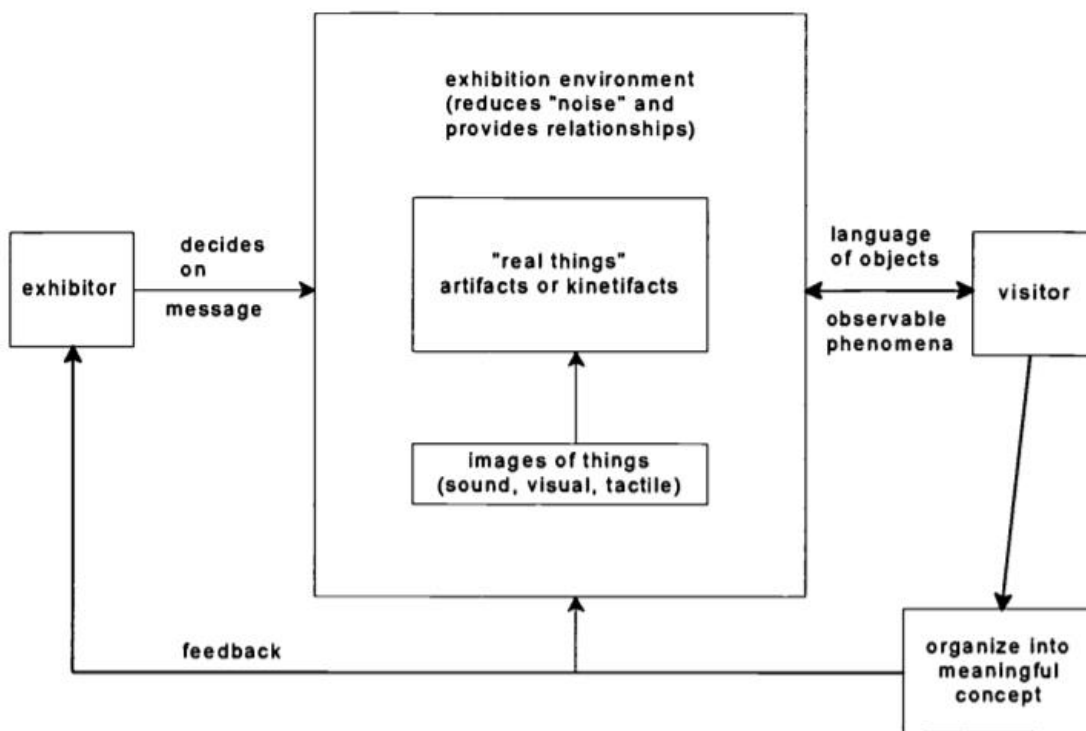 exhibition environment
(reduces "noise" and
provides relationships)
exhibitor
decides
on
message
"real things"
artifacts or kinetifacts
language
of objects
observable
phenomena
visitor
images of things
(sound, visual, tactile)
feedback
organize into
meaningful
concept